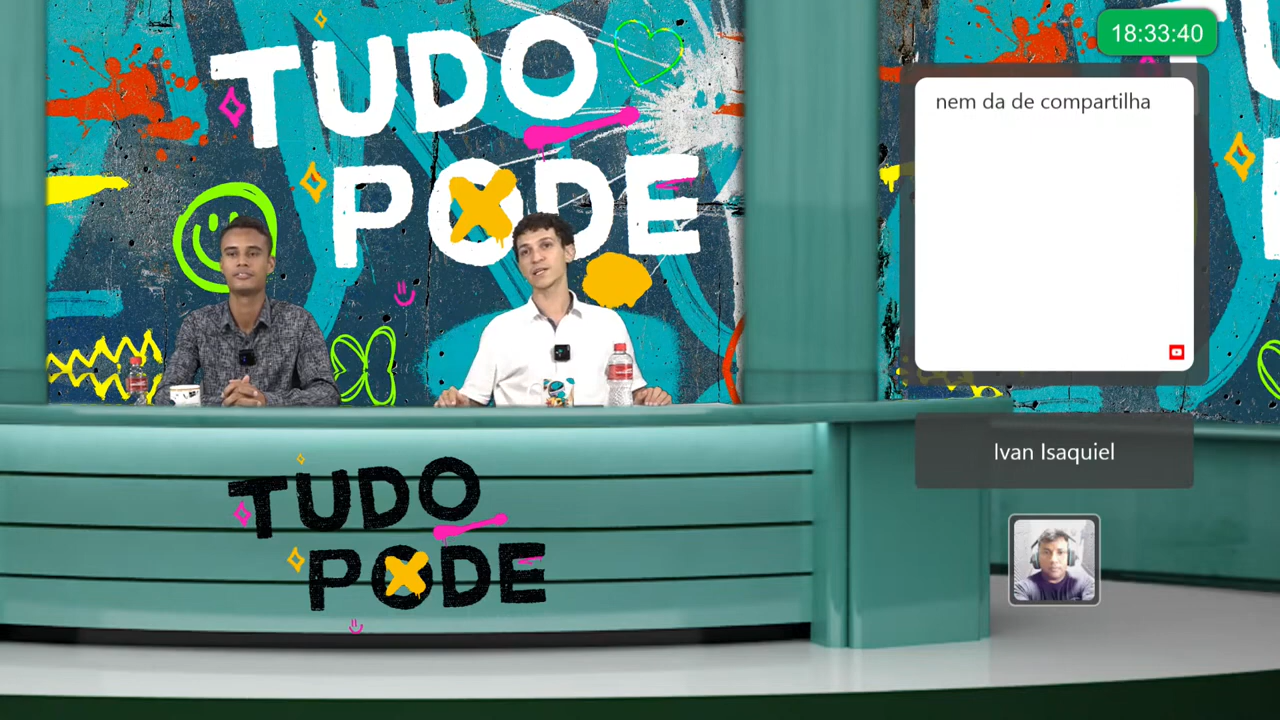 TUDO
PODE
18:33:40
nem da de compartilha
Ivan Isaquiel
TUDO
PODE